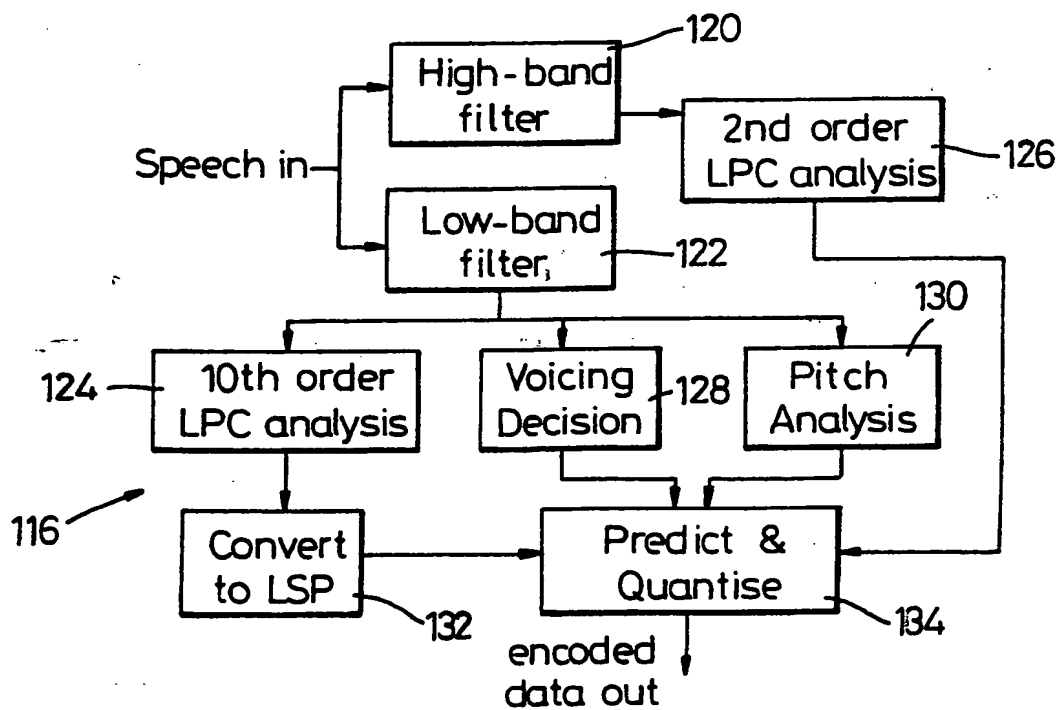 120
High-band
filter
2nd order
LPC analysis
126
Speech in
Low-band
filter
122
130
124
10th order
LPC analysis
Voicing
Decision
128
Pitch
Analysis
116
Convert
to LSP
132
Predict &
Quantise
134
encoded
data out